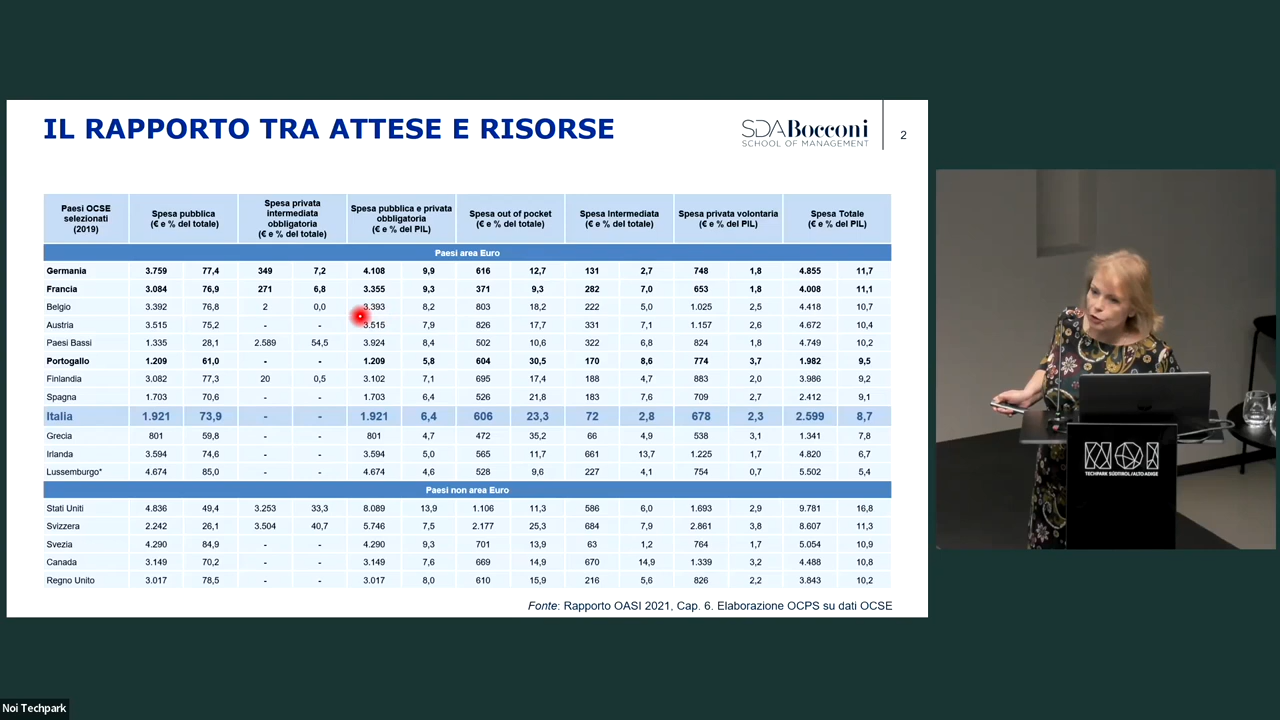 IL RAPPORTO TRA ATTESE E RISORSE
SDA Bocconi
SCHOOL OF MANAGEMENT
2
Paesi OCSE selezionati (2019) Spesa pubblica (€ e % del totale) Spesa privata intermediata obbligatoria (€ e % del totale) Spesa pubblica e privata obbligatoria (€ e % del PIL) Spesa out of pocket (€ e % del totale) Spesa Intermediata (€ e % del totale) Spesa privata volontaria (€ e % del PIL) Spesa Totale (€ e % del PIL)
Paesi area Euro
Germania 3.759 77,4 349 7,2 4.108 9,9 616 12,7 131 2,7 748 1,8 4.855 11,7
Francia 3.084 76,9 271 6,8 3.355 9,3 371 9,3 282 7,0 653 1,8 4.008 11,1
Belgio 3.392 76,8 2 0,0 3.393 8,2 803 18,2 222 5,0 1.025 2,5 4.418 10,7
Austria 3.515 75,2 - - 3.515 7,9 826 17,7 331 7,1 1.157 2,6 4.672 10,4
Paesi Bassi 1.335 28,1 2.589 54,5 3.924 8,4 502 10,6 322 6,8 824 1,8 4.749 10,2
Portogallo 1.209 61,0 - - 1.209 5,8 604 30,5 170 8,6 774 3,7 1.982 9,5
Finlandia 3.082 77,3 20 0,5 3.102 7,1 695 17,4 188 4,7 883 2,0 3.986 9,2
Spagna 1.703 70,6 - - 1.703 6,4 526 21,8 183 7,6 709 2,7 2.412 9,1
Italia 1.921 73,9 - - 1.921 6,4 606 23,3 72 2,8 678 2,3 2.599 8,7
Grecia 801 59,8 - - 801 4,7 472 35,2 66 4,9 538 3,1 1.341 7,8
Irlanda 3.594 74,6 - - 3.594 5,0 565 11,7 661 13,7 1.225 1,7 4.820 6,7
Lussemburgo* 4.674 85,0 - - 4.674 4,6 528 9,6 227 4,1 754 0,7 5.502 5,4
Paesi non area Euro
Stati Uniti 4.836 49,4 3.253 33,3 8.089 13,9 1.106 11,3 586 6,0 1.693 2,9 9.781 16,8
Svizzera 2.242 26,1 3.504 40,7 5.746 7,5 2.177 25,3 684 7,9 2.861 3,8 8.607 11,3
Svezia 4.290 84,9 - - 4.290 9,3 701 13,9 63 1,2 764 1,7 5.054 10,9
Canada 3.149 70,2 - - 3.149 7,6 669 14,9 670 14,9 1.339 3,2 4.488 10,8
Regno Unito 3.017 78,5 - - 3.017 8,0 610 15,9 216 5,6 826 2,2 3.843 10,2
Fonte: Rapporto OASI 2021, Cap. 6. Elaborazione OCPS su dati OCSE
NOI
TECHPARK SÜDTIROL/ALTO ADIGE
Noi Techpark